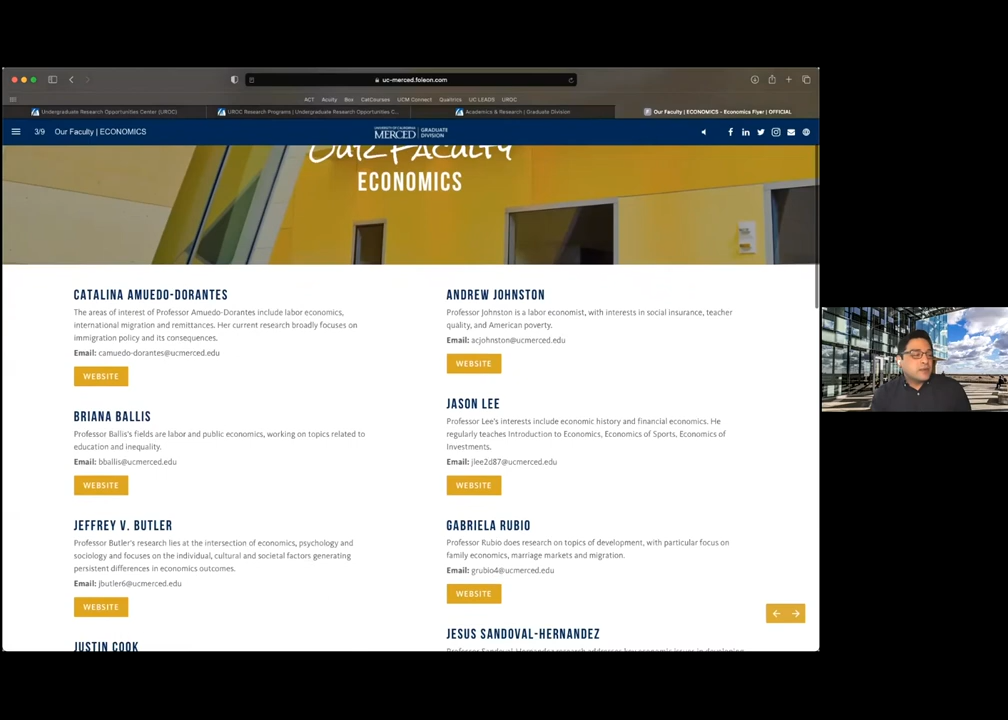 uc-merced.foleon.com
ACT Acuity Box CatCourses UCM Connect Qualtrics UC LEADS UROC
Undergraduate Research Opportunities Center (UROC)
UROC Research Programs | Undergraduate Research Opportunities C...
Academics & Research | Graduate Division
Our Faculty | ECONOMICS - Economics Flyer | OFFICIAL
3/9 Our Faculty | ECONOMICS
UNIVERSITY OF CALIFORNIA
MERCED GRADUATE DIVISION
Our Faculty
ECONOMICS
CATALINA AMUEDO-DORANTES
The areas of interest of Professor Amuedo-Dorantes include labor economics,
international migration and remittances. Her current research broadly focuses on
immigration policy and its consequences.
Email: camuedo-dorantes@ucmerced.edu
WEBSITE
BRIANA BALLIS
Professor Ballis's fields are labor and public economics, working on topics related to
education and inequality.
Email: bballis@ucmerced.edu
WEBSITE
JEFFREY V. BUTLER
Professor Butler's research lies at the intersection of economics, psychology and
sociology and focuses on the individual, cultural and societal factors generating
persistent differences in economics outcomes.
Email: jbutler6@ucmerced.edu
WEBSITE
JUSTIN COOK
ANDREW JOHNSTON
Professor Johnston is a labor economist, with interests in social insurance, teacher
quality, and American poverty.
Email: acjohnston@ucmerced.edu
WEBSITE
JASON LEE
Professor Lee's interests include economic history and financial economics. He
regularly teaches Introduction to Economics, Economics of Sports, Economics of
Investments.
Email: jlee2d87@ucmerced.edu
WEBSITE
GABRIELA RUBIO
Professor Rubio does research on topics of development, with particular focus on
family economics, marriage markets and migration.
Email: grubio4@ucmerced.edu
WEBSITE
JESUS SANDOVAL-HERNANDEZ
Professor Sandoval-Hernandez research addresses key economic issues in developing